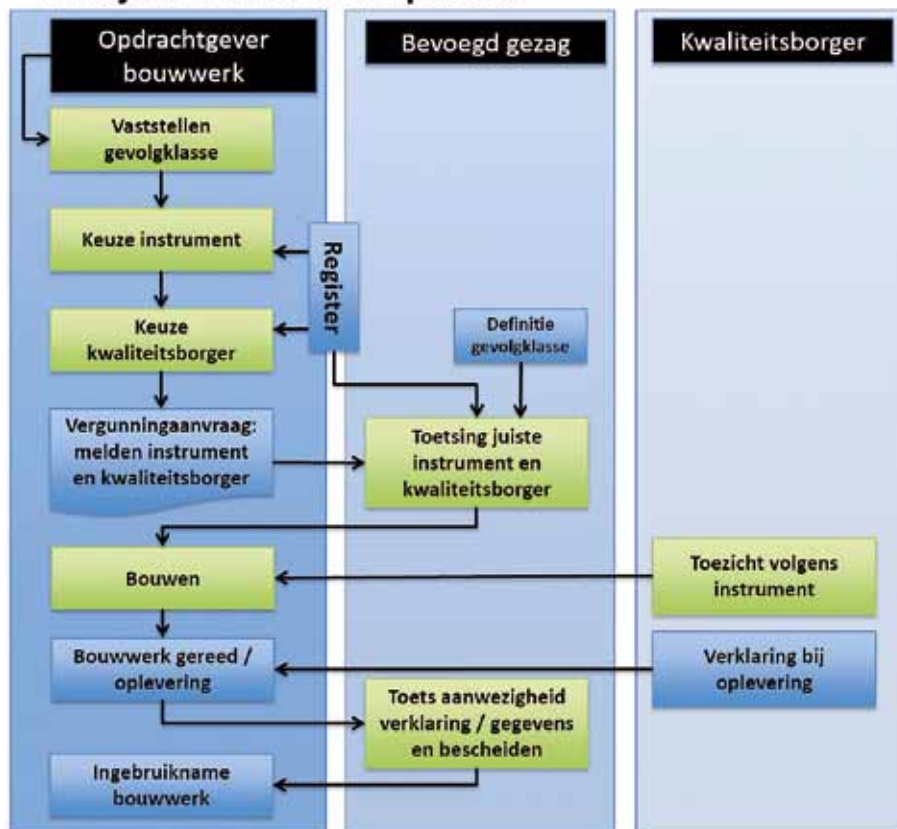 Opdrachtgever
bouwwerk
Bevoegd gezag
Kwaliteitsborger
Vaststellen
gevolgklasse
Keuze instrument
Register
Keuze
kwaliteitsborger
Definitie
gevolgklasse
Vergunningaanvraag:
melden instrument
en kwaliteitsborger
Toetsing juiste
instrument en
kwaliteitsborger
Bouwen
Toezicht volgens
instrument
Bouwwerk gereed /
oplevering
Verklaring bij
oplevering
Toets aanwezigheid
verklaring / gegevens
en bescheiden
Ingebruikname
bouwwerk